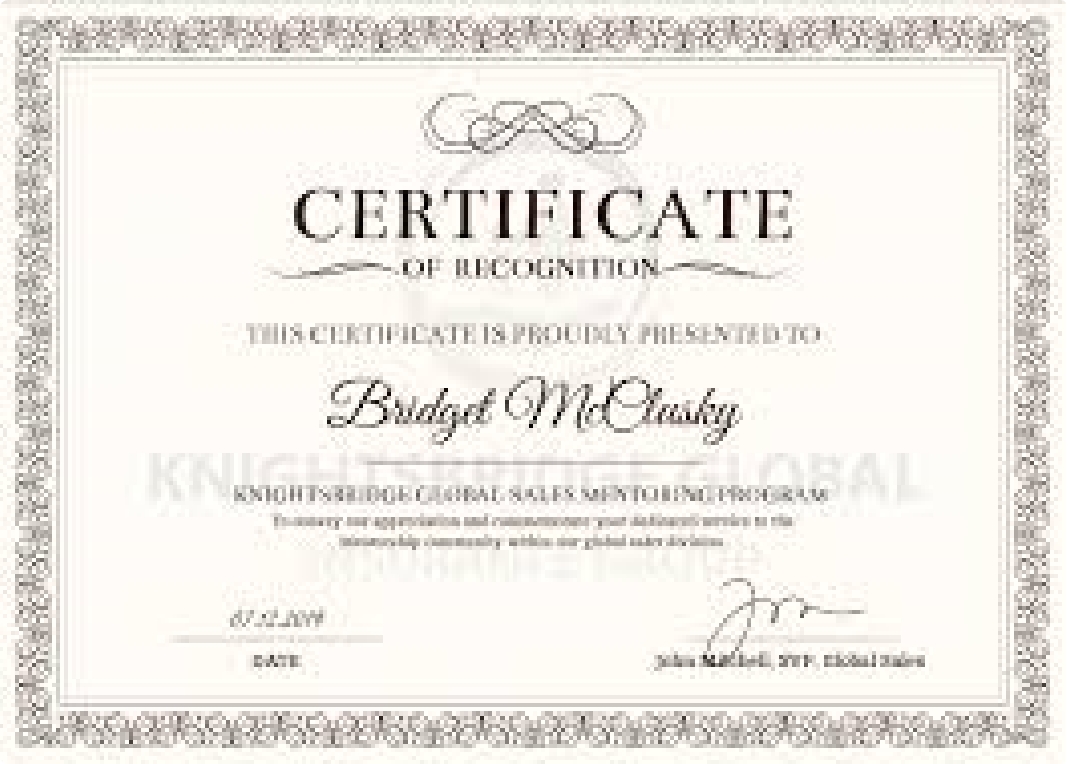 CERTIFICATE
OF RECOGNITION
THIS CERTIFICATE IS PROUDLY PRESENTED TO
Bridget McClusky
KNIGHTSBRIDGE GLOBAL
KNIGHTSBRIDGE GLOBAL SALES MENTORING PROGRAM
To convey our appreciation and commemorate your dedicated service to the
mentorship community within our global sales division.
07.12.2019
DATE
John Mitchell, SVP, Global Sales